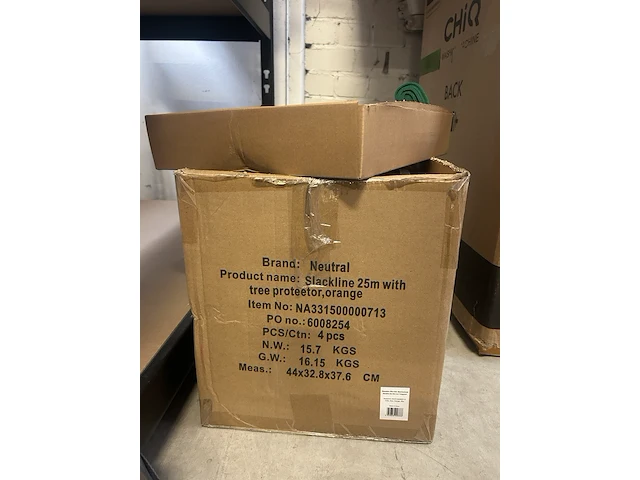 CHiQ
BACK
Brand: Neutral
Product name: Slackline 25m with
tree proteetor,orange
Item No: NA331500000713
PO no.: 6008254
PCS/Ctn: 4 pcs
N.W.: 15.7 KGS
G.W.: 16.15 KGS
Meas.: 44x32.8x37.6 CM